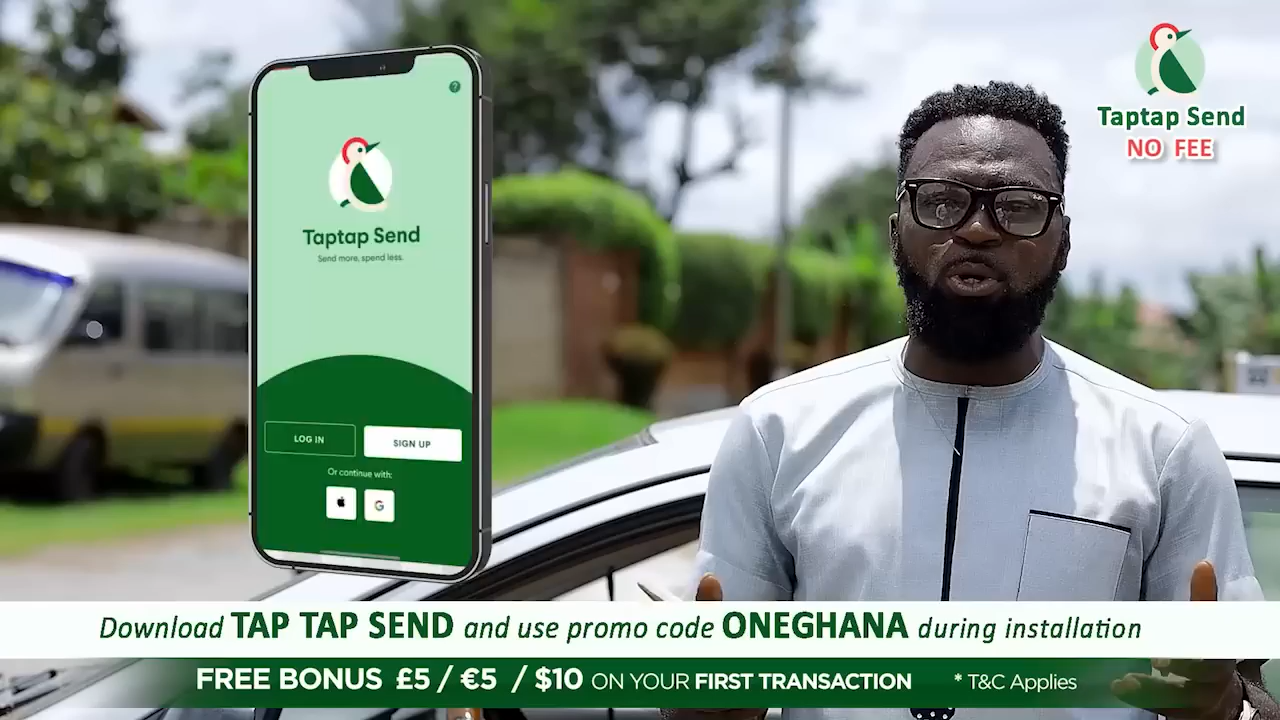 Taptap Send
NO FEE
?
Taptap Send
Send more, spend less.
LOG IN
SIGN UP
Or continue with:
G
Download TAP TAP SEND and use promo code ONEGHANA during installation
FREE BONUS £5 / €5 / $10 ON YOUR FIRST TRANSACTION * T&C Applies